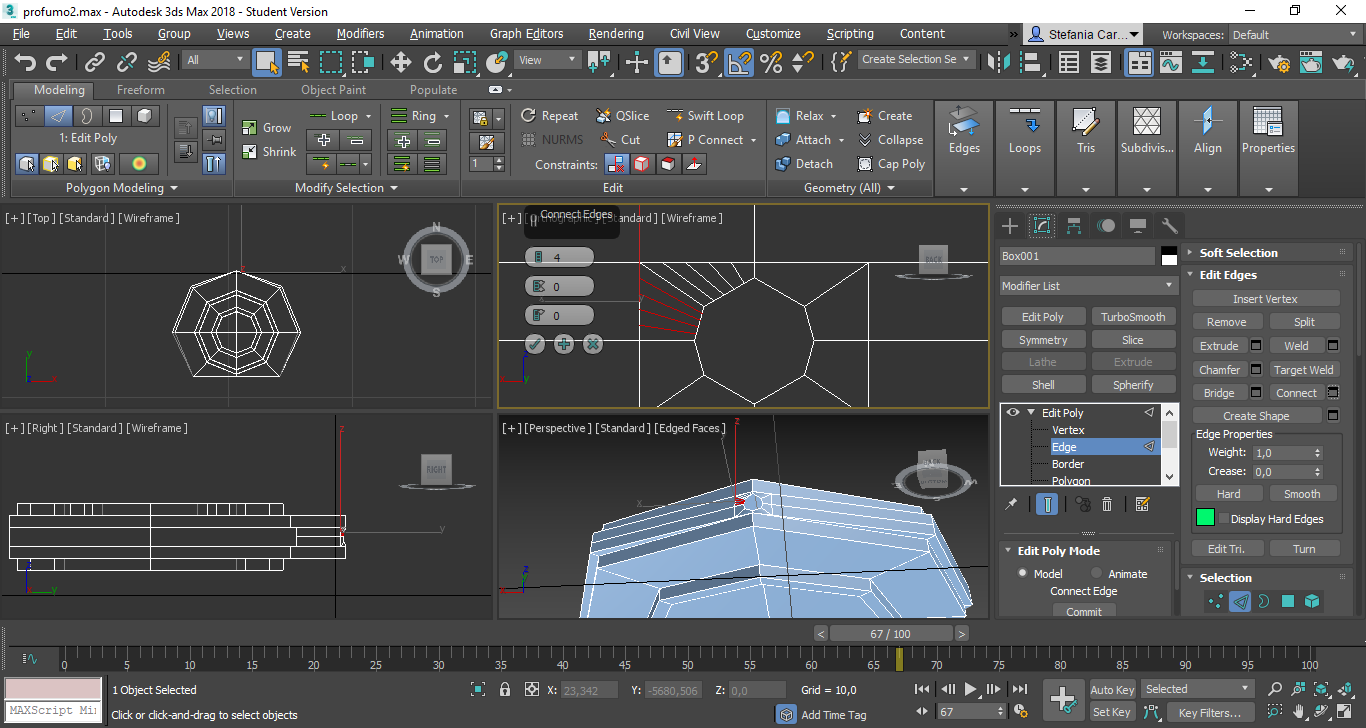 profumo2.max - Autodesk 3ds Max 2018 - Student Version
File Edit Tools Group Views Create Modifiers Animation Graph Editors Rendering Civil View Customize Scripting Content » Stefania Car... Workspaces: Default
All View Create Selection Se
Modeling Freeform Selection Object Paint Populate
1: Edit Poly
Polygon Modeling
Grow
Shrink
Loop Ring
Modify Selection
1
Repeat QSlice Swift Loop
NURMS Cut P Connect
Constraints:
Edit
Relax Create
Attach Collapse
Detach Cap Poly
Geometry (All)
Edges Loops Tris Subdivis... Align Properties
[+] [Top] [Standard] [Wireframe]
N
W TOP E
S
x
y
x
[+] [Standard] [Wireframe]
Connect Edges
4
0
0
BACK
z
y
[+] [Right] [Standard] [Wireframe]
z
RIGHT
y
z
y
[+] [Perspective] [Standard] [Edged Faces]
z
x
BACK
z
y
Box001
Modifier List
Edit Poly TurboSmooth
Symmetry Slice
Lathe Extrude
Shell Spherify
Edit Poly
Vertex
Edge
Border
Polygon
Edit Poly Mode
Model Animate
Connect Edge
Commit
Soft Selection
Edit Edges
Insert Vertex
Remove Split
Extrude Weld
Chamfer Target Weld
Bridge Connect
Create Shape
Edge Properties
Weight: 1,0
Crease: 0,0
Hard Smooth
Display Hard Edges
Edit Tri. Turn
Selection
< 67 / 100 >
0 5 10 15 20 25 30 35 40 45 50 55 60 65 70 75 80 85 90 95 100
1 Object Selected X: 23,342 Y: -5680,506 Z: 0,0 Grid = 10,0
MAXScript Min
Click or click-and-drag to select objects
Add Time Tag
67
Auto Key Selected
Set Key Key Filters...